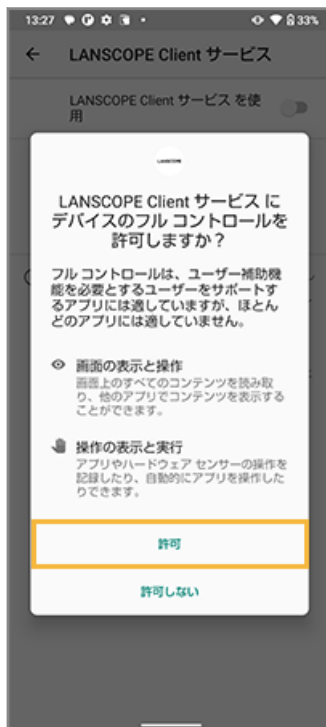 13:27
33%
LANSCOPE Client サービス
LANSCOPE Client サービス を使
用
LANSCOPE
LANSCOPE Client サービス に
デバイスのフル コントロールを
許可しますか？
フル コントロールは、ユーザー補助機
能を必要とするユーザーをサポートす
るアプリには適していますが、ほとん
どのアプリには適していません。
画面の表示と操作
画面上のすべてのコンテンツを読み取
り、他のアプリでコンテンツを表示する
ことができます。
操作の表示と実行
アプリやハードウェア センサーの操作を
記録したり、自動的にアプリを操作した
りできます。
許可
許可しない